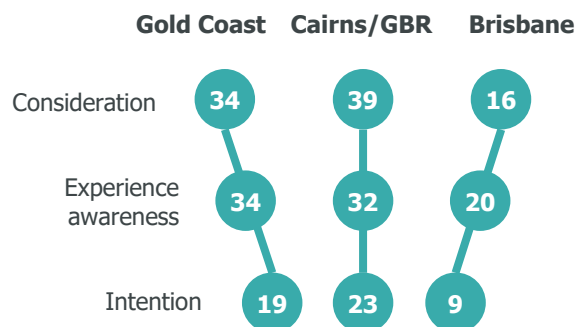 Gold Coast Cairns/GBR Brisbane
Consideration 34 39 16
Experience
awareness 34 32 20
Intention 19 23 9